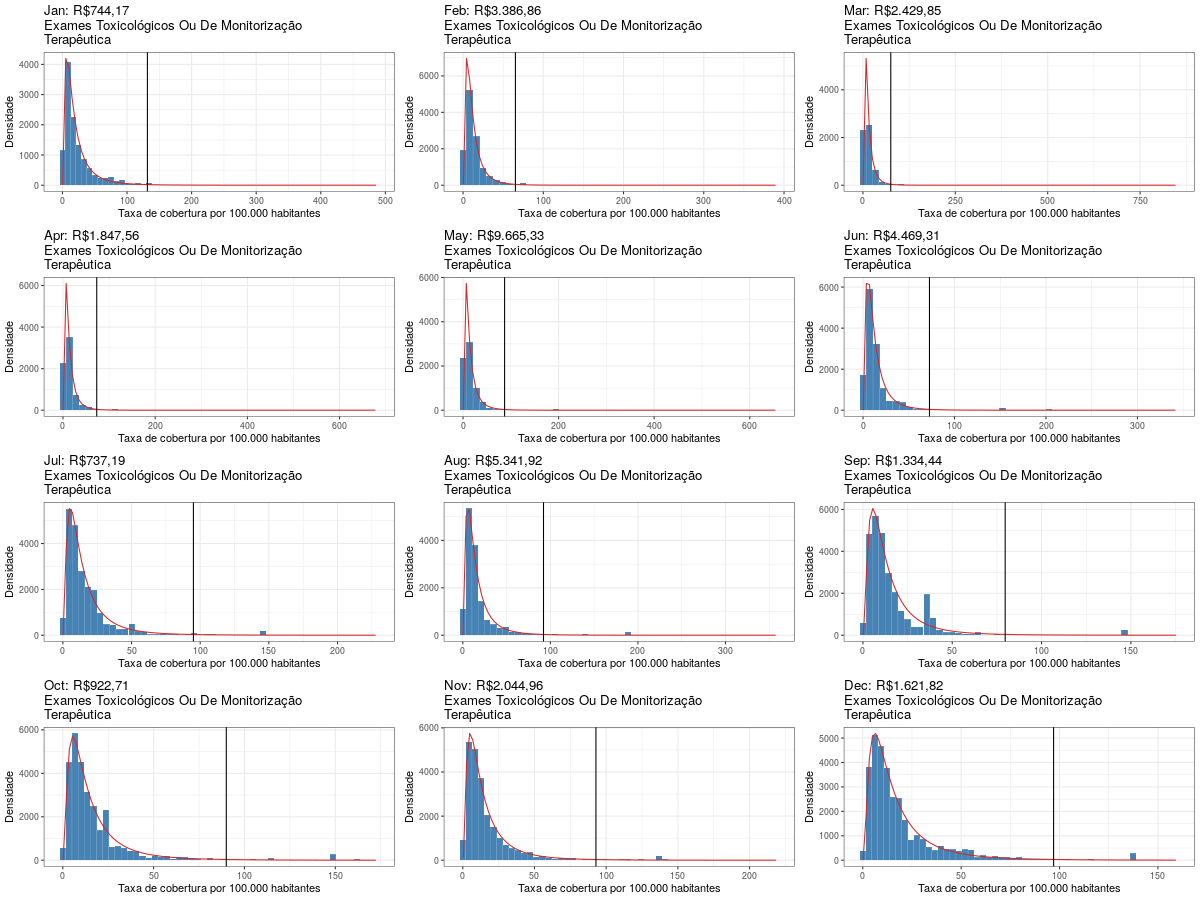 Jan: R$744,17
Exames Toxicológicos Ou De Monitorização
Terapêutica
Densidade
4000
3000
2000
1000
0
0
100
200
300
400
500
Taxa de cobertura por 100.000 habitantes
Feb: R$3.386,86
Exames Toxicológicos Ou De Monitorização
Terapêutica
Densidade
6000
4000
2000
0
0
100
200
300
400
Taxa de cobertura por 100.000 habitantes
Mar: R$2.429,85
Exames Toxicológicos Ou De Monitorização
Terapêutica
Densidade
4000
2000
0
0
250
500
750
Taxa de cobertura por 100.000 habitantes
Apr: R$1.847,56
Exames Toxicológicos Ou De Monitorização
Terapêutica
Densidade
6000
4000
2000
0
0
200
400
600
Taxa de cobertura por 100.000 habitantes
May: R$9.665,33
Exames Toxicológicos Ou De Monitorização
Terapêutica
Densidade
6000
4000
2000
0
0
200
400
600
Taxa de cobertura por 100.000 habitantes
Jun: R$4.469,31
Exames Toxicológicos Ou De Monitorização
Terapêutica
Densidade
6000
4000
2000
0
0
100
200
300
Taxa de cobertura por 100.000 habitantes
Jul: R$737,19
Exames Toxicológicos Ou De Monitorização
Terapêutica
Densidade
4000
2000
0
0
50
100
150
200
Taxa de cobertura por 100.000 habitantes
Aug: R$5.341,92
Exames Toxicológicos Ou De Monitorização
Terapêutica
Densidade
4000
2000
0
0
100
200
300
Taxa de cobertura por 100.000 habitantes
Sep: R$1.334,44
Exames Toxicológicos Ou De Monitorização
Terapêutica
Densidade
6000
4000
2000
0
0
50
100
150
Taxa de cobertura por 100.000 habitantes
Oct: R$922,71
Exames Toxicológicos Ou De Monitorização
Terapêutica
Densidade
6000
4000
2000
0
0
50
100
150
Taxa de cobertura por 100.000 habitantes
Nov: R$2.044,96
Exames Toxicológicos Ou De Monitorização
Terapêutica
Densidade
6000
4000
2000
0
0
50
100
150
200
Taxa de cobertura por 100.000 habitantes
Dec: R$1.621,82
Exames Toxicológicos Ou De Monitorização
Terapêutica
Densidade
5000
4000
3000
2000
1000
0
0
50
100
150
Taxa de cobertura por 100.000 habitantes